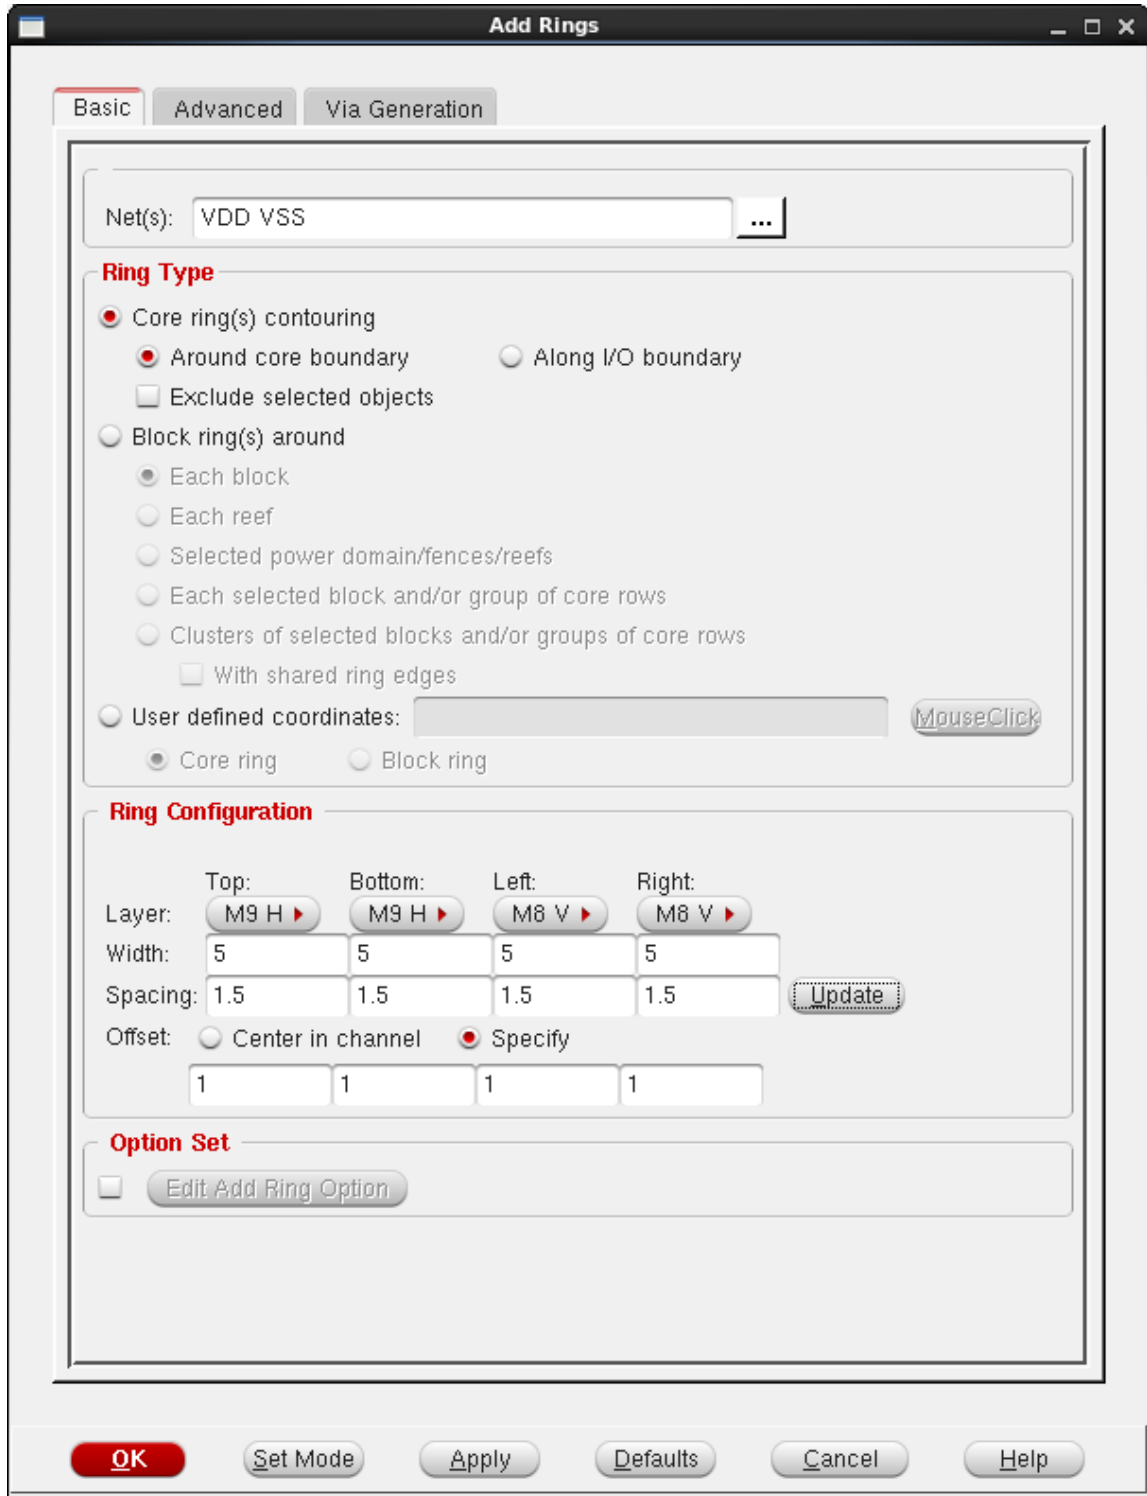 Add Rings
Basic Advanced Via Generation
Net(s): VDD VSS ...
Ring Type
Core ring(s) contouring
Around core boundary Along I/O boundary
Exclude selected objects
Block ring(s) around
Each block
Each reef
Selected power domain/fences/reefs
Each selected block and/or group of core rows
Clusters of selected blocks and/or groups of core rows
With shared ring edges
User defined coordinates: MouseClick
Core ring Block ring
Ring Configuration
Top: Bottom: Left: Right:
Layer: M9 H M9 H M8 V M8 V
Width: 5 5 5 5
Spacing: 1.5 1.5 1.5 1.5 Update
Offset: Center in channel Specify
1 1 1 1
Option Set
Edit Add Ring Option
OK Set Mode Apply Defaults Cancel Help